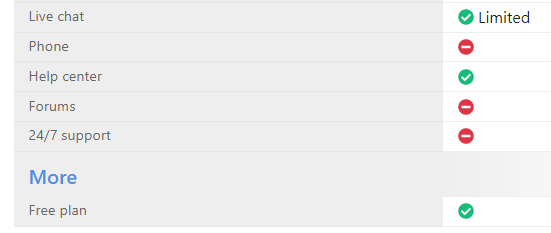 Live chat Limited
Phone
Help center
Forums
24/7 support
More
Free plan